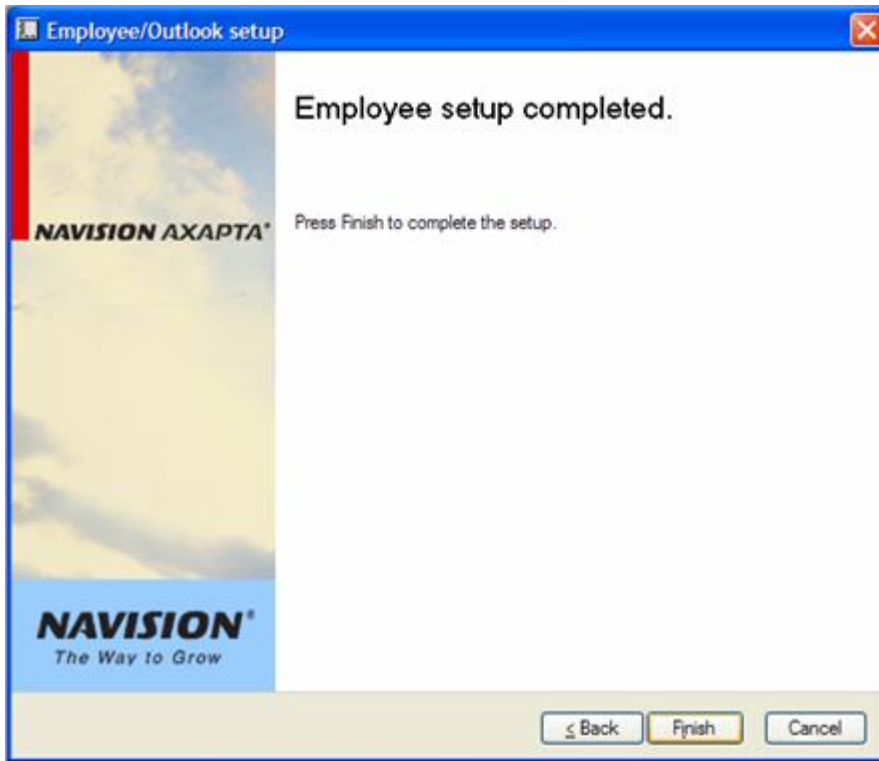 Employee/Outlook setup
Employee setup completed.
Press Finish to complete the setup.
NAVISION AXAPTA®
NAVISION®
The Way to Grow
< Back Finish Cancel